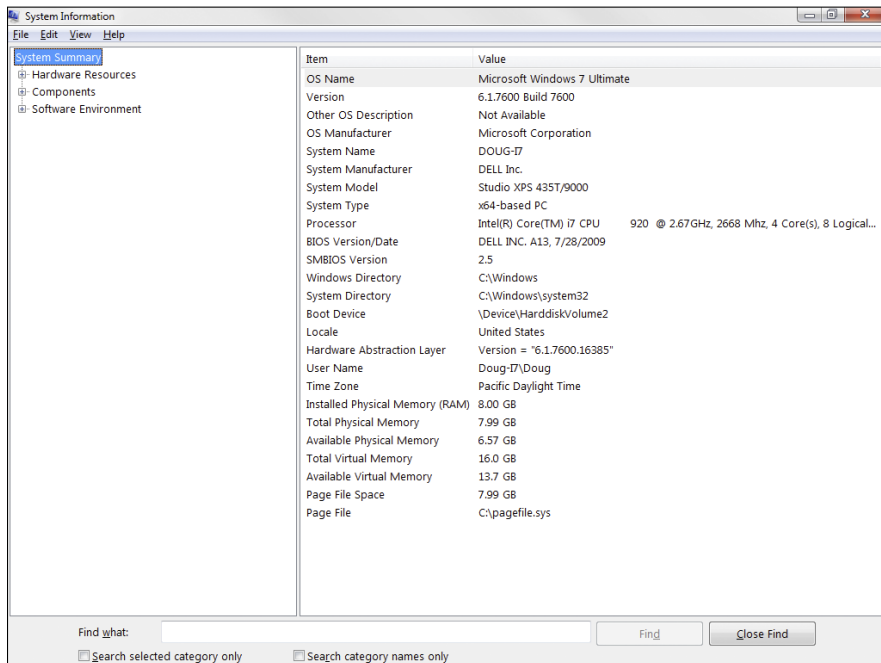 System Information
File Edit View Help
System Summary
Hardware Resources
Components
Software Environment
Item Value
OS Name Microsoft Windows 7 Ultimate
Version 6.1.7600 Build 7600
Other OS Description Not Available
OS Manufacturer Microsoft Corporation
System Name DOUG-I7
System Manufacturer DELL Inc.
System Model Studio XPS 435T/9000
System Type x64-based PC
Processor Intel(R) Core(TM) i7 CPU 920 @ 2.67GHz, 2668 Mhz, 4 Core(s), 8 Logical...
BIOS Version/Date DELL INC. A13, 7/28/2009
SMBIOS Version 2.5
Windows Directory C:\Windows
System Directory C:\Windows\system32
Boot Device \Device\HarddiskVolume2
Locale United States
Hardware Abstraction Layer Version = "6.1.7600.16385"
User Name Doug-I7\Doug
Time Zone Pacific Daylight Time
Installed Physical Memory (RAM) 8.00 GB
Total Physical Memory 7.99 GB
Available Physical Memory 6.57 GB
Total Virtual Memory 16.0 GB
Available Virtual Memory 13.7 GB
Page File Space 7.99 GB
Page File C:\pagefile.sys
Find what: Find Close Find
Search selected category only Search category names only